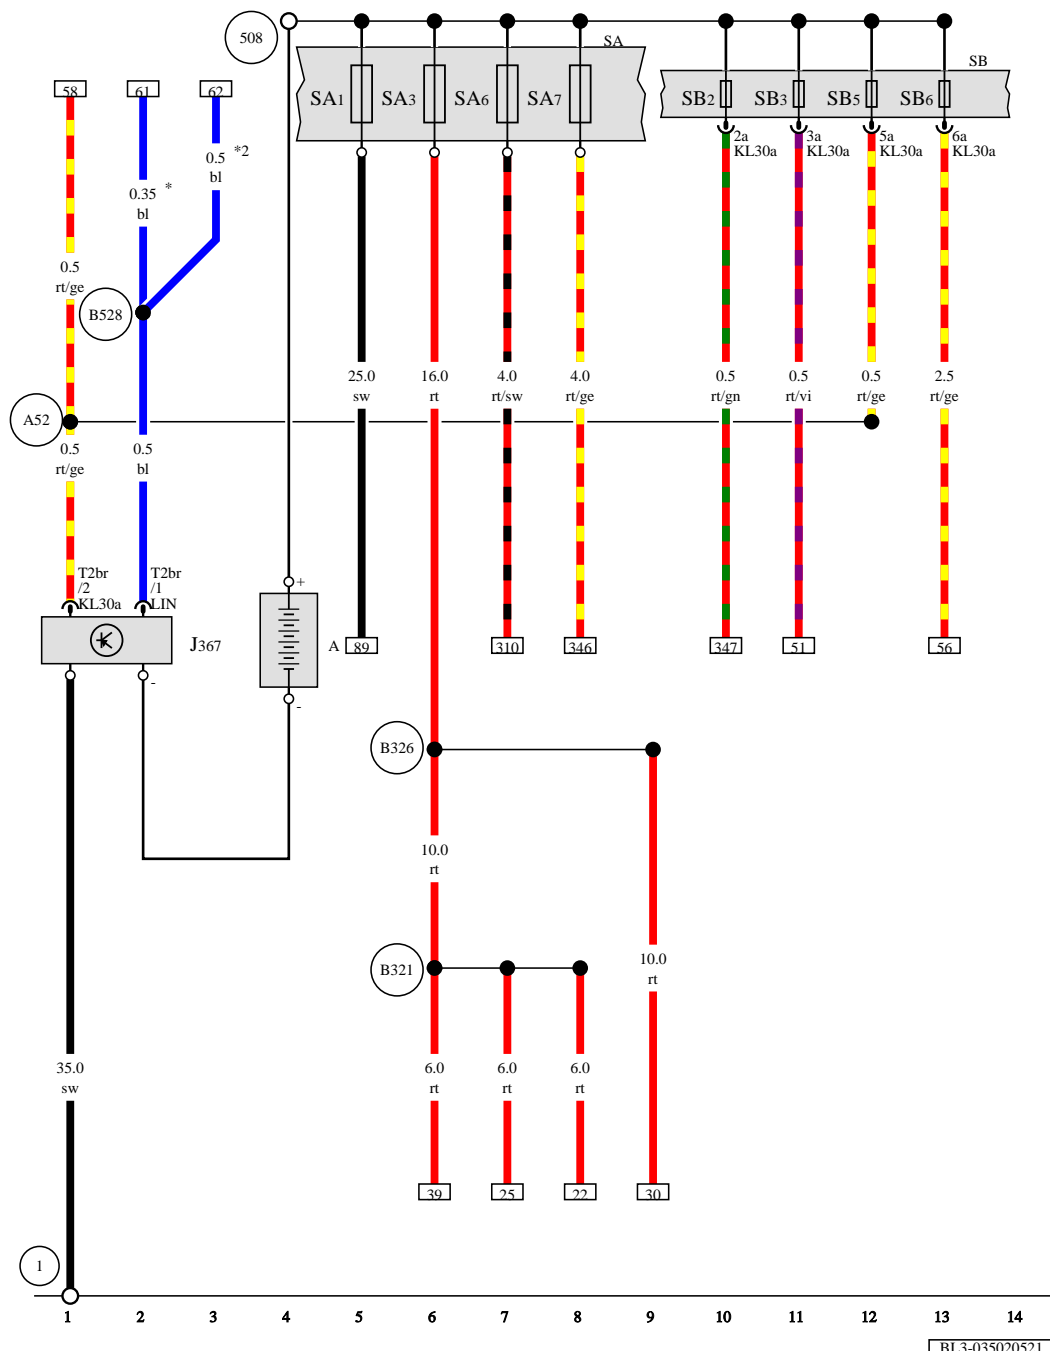 508
SA
SB
58
61
62
SA1
SA3
SA6
SA7
SB2
SB3
SB5
SB6
2a
KL30a
3a
KL30a
5a
KL30a
6a
KL30a
0.5
bl
*2
0.35
bl
*
0.5
rt/ge
B528
25.0
sw
16.0
rt
4.0
rt/sw
4.0
rt/ge
0.5
rt/gn
0.5
rt/vi
0.5
rt/ge
2.5
rt/ge
A52
0.5
rt/ge
0.5
bl
T2br
/2
KL30a
T2br
/1
LIN
+
J367
A
-
-
89
310
346
347
51
56
B326
10.0
rt
B321
10.0
rt
35.0
sw
6.0
rt
6.0
rt
6.0
rt
39
25
22
30
1
1 2 3 4 5 6 7 8 9 10 11 12 13 14
BL3-035020521